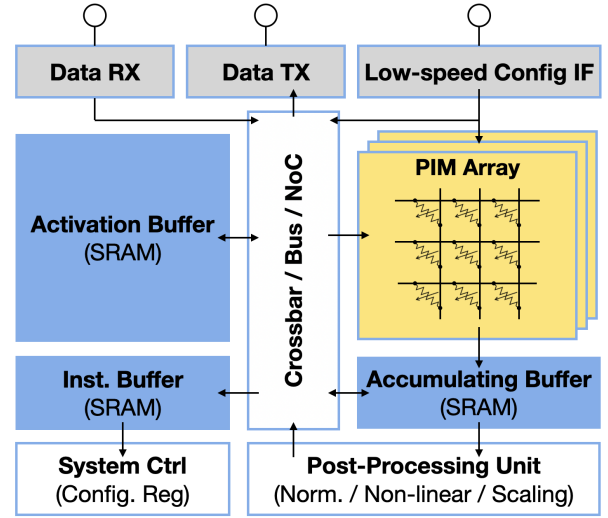 Data RX
Data TX
Low-speed Config IF
PIM Array
Activation Buffer
(SRAM)
Crossbar / Bus / NoC
Inst. Buffer
(SRAM)
Accumulating Buffer
(SRAM)
System Ctrl
(Config. Reg)
Post-Processing Unit
(Norm. / Non-linear / Scaling)